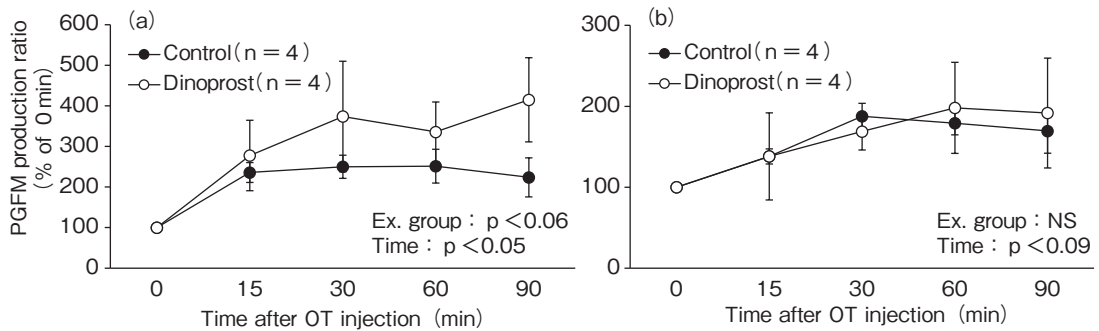 (a)
PGFM production ratio
(% of 0 min)
600
500
400
300
200
100
0
Control (n = 4)
Dinoprost (n = 4)
Ex. group : p <0.06
Time : p <0.05
0 15 30 60 90
Time after OT injection (min)
(b)
300
200
100
0
Control (n = 4)
Dinoprost (n = 4)
Ex. group : NS
Time : p <0.09
0 15 30 60 90
Time after OT injection (min)